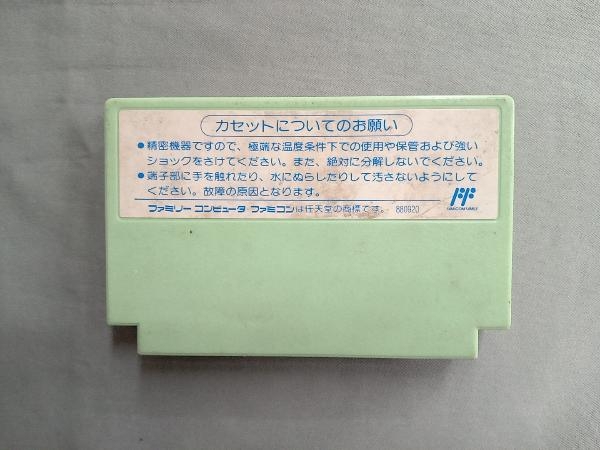 カセットについてのお願い
●精密機器ですので、極端な温度条件下での使用や保管および強い
ショックをさけてください。また、絶対に分解しないでください。
●端子部に手を触れたり、水にぬらしたりして汚さないようにして
ください。故障の原因となります。
FAMICOM FAMILY
ファミリーコンピュータ・ファミコンは任天堂の商標です。 880920